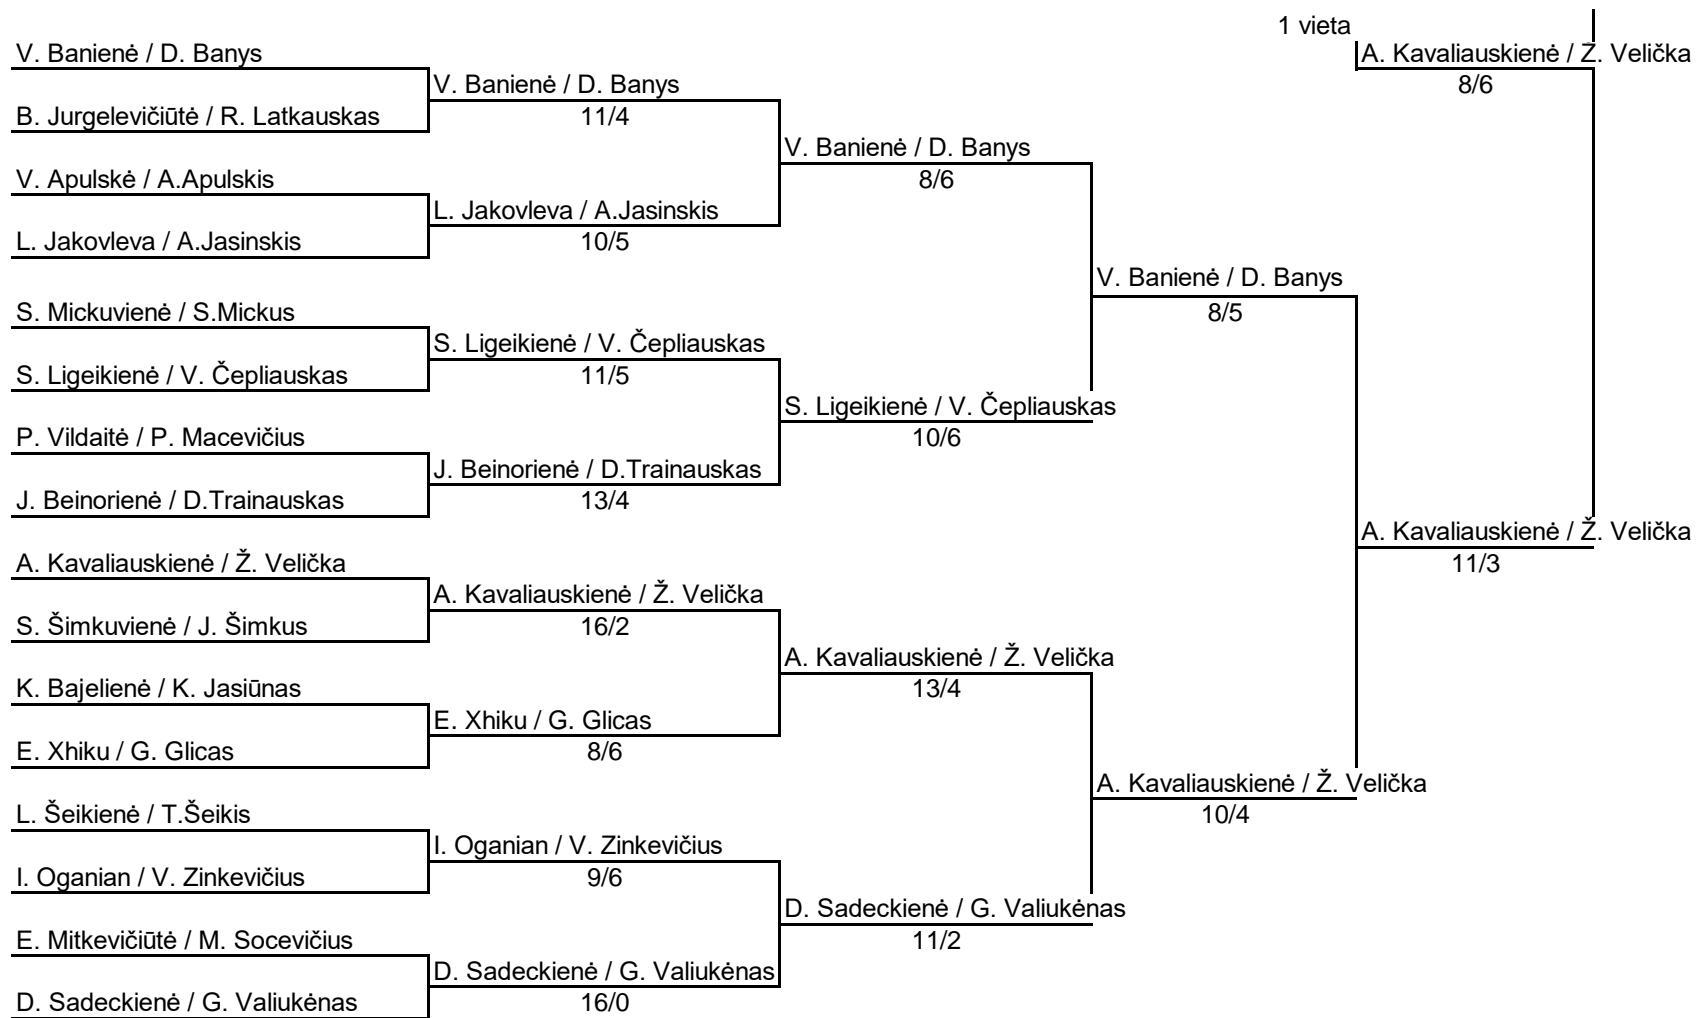 1 vieta
V. Banienė / D. Banys
A. Kavaliauskienė / Ž. Velička
V. Banienė / D. Banys
8/6
B. Jurgelevičiūtė / R. Latkauskas
11/4
V. Banienė / D. Banys
V. Apulskė / A.Apulskis
8/6
L. Jakovleva / A.Jasinskis
L. Jakovleva / A.Jasinskis
10/5
V. Banienė / D. Banys
S. Mickuvienė / S.Mickus
8/5
S. Ligeikienė / V. Čepliauskas
S. Ligeikienė / V. Čepliauskas
11/5
S. Ligeikienė / V. Čepliauskas
P. Vildaitė / P. Macevičius
10/6
J. Beinorienė / D.Trainauskas
J. Beinorienė / D.Trainauskas
13/4
A. Kavaliauskienė / Ž. Velička
A. Kavaliauskienė / Ž. Velička
11/3
A. Kavaliauskienė / Ž. Velička
S. Šimkuvienė / J. Šimkus
16/2
A. Kavaliauskienė / Ž. Velička
K. Bajelienė / K. Jasiūnas
13/4
E. Xhiku / G. Glicas
E. Xhiku / G. Glicas
8/6
A. Kavaliauskienė / Ž. Velička
L. Šeikienė / T.Šeikis
10/4
I. Oganian / V. Zinkevičius
I. Oganian / V. Zinkevičius
9/6
D. Sadeckienė / G. Valiukėnas
E. Mitkevičiūtė / M. Socevičius
11/2
D. Sadeckienė / G. Valiukėnas
D. Sadeckienė / G. Valiukėnas
16/0